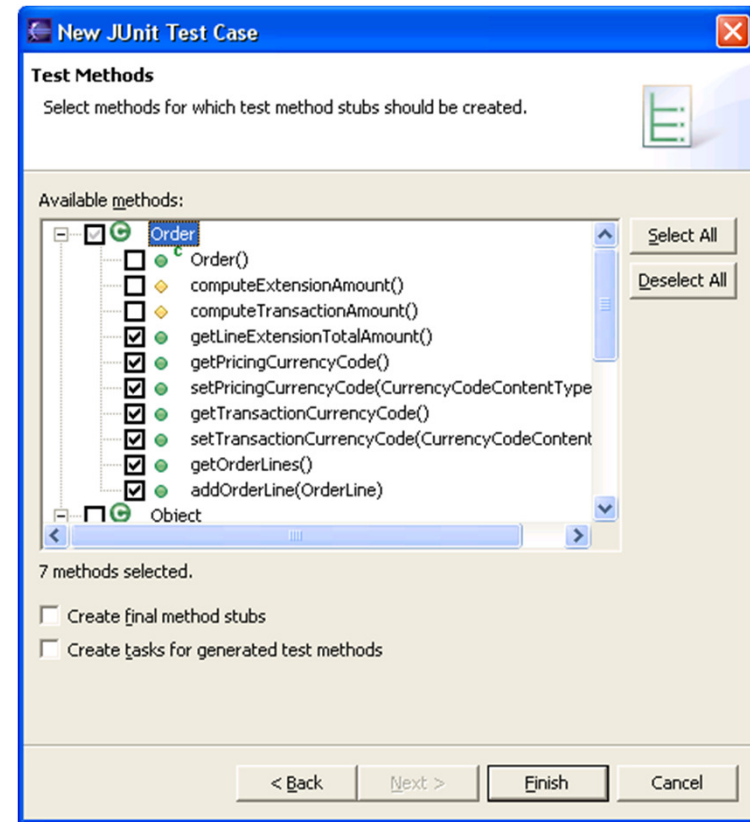 New JUnit Test Case
Test Methods
Select methods for which test method stubs should be created.
Available methods:
Order
Select All
C Order()
Deselect All
computeExtensionAmount()
computeTransactionAmount()
getLineExtensionTotalAmount()
getPricingCurrencyCode()
setPricingCurrencyCode(CurrencyCodeContentType
getTransactionCurrencyCode()
setTransactionCurrencyCode(CurrencyCodeContent
getOrderLines()
addOrderLine(OrderLine)
Object
7 methods selected.
Create final method stubs
Create tasks for generated test methods
< Back Next > Finish Cancel